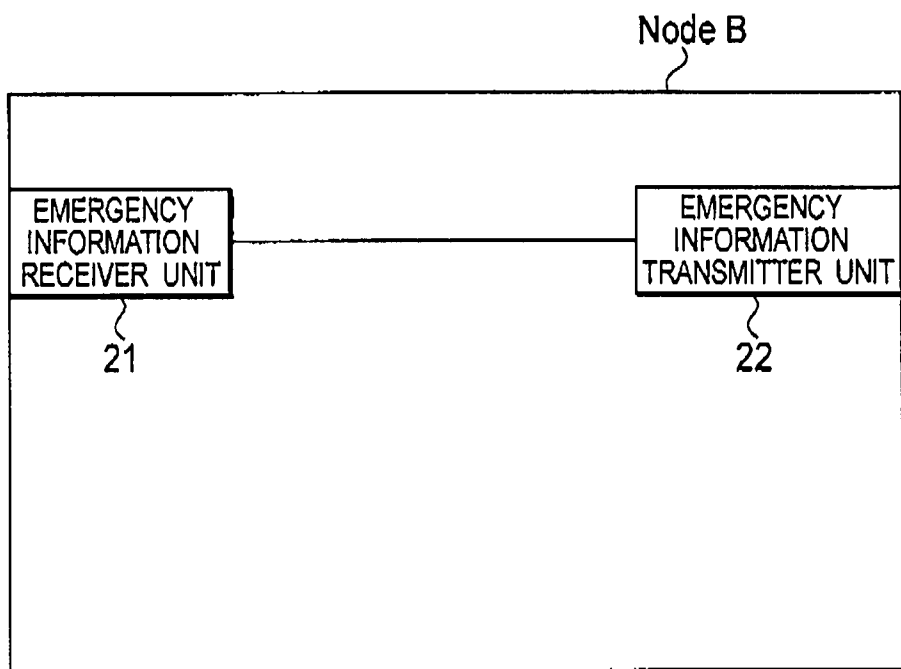 Node B
EMERGENCY
INFORMATION
RECEIVER UNIT
EMERGENCY
INFORMATION
TRANSMITTER UNIT
21
22